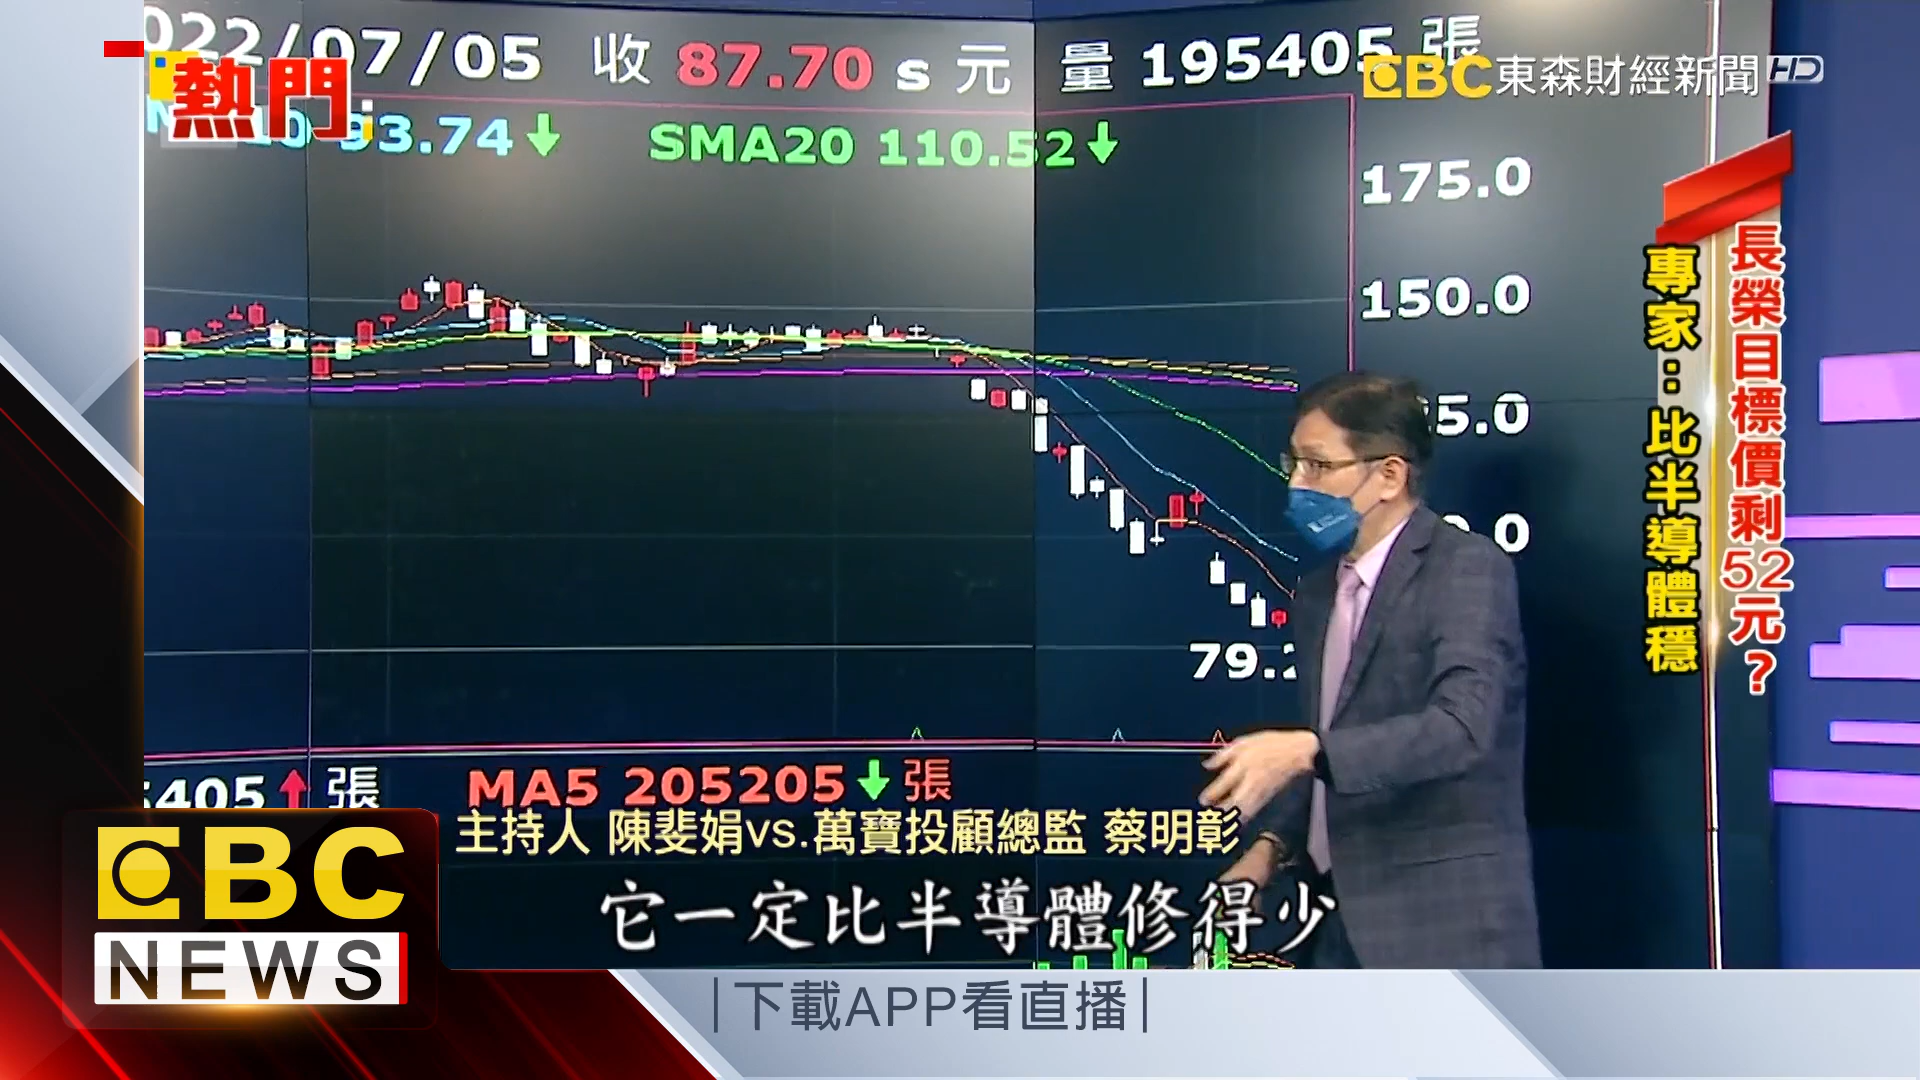 022/07/05 收 87.70 s 元 量 195405 張
熱門
EBC 東森財經新聞 HD
93.74↓ SMA20 110.52↓
175.0
150.0
5.0
.0
79.2
長榮目標價剩52元?
專家:比半導體穩
5405↑張 MA5 205205↓張
主持人 陳斐娟vs.萬寶投顧總監 蔡明彰
它一定比半導體修得少
EBC
NEWS
|下載APP看直播|